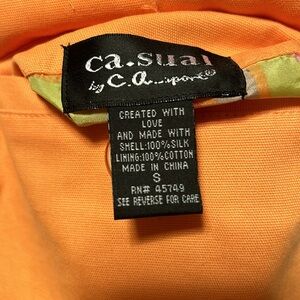 ca.sual
by c.a...sport®
CREATED WITH
LOVE
AND MADE WITH
SHELL:100%SILK
LINING:100%COTTON
MADE IN CHINA
S
RN# 45749
SEE REVERSE FOR CARE